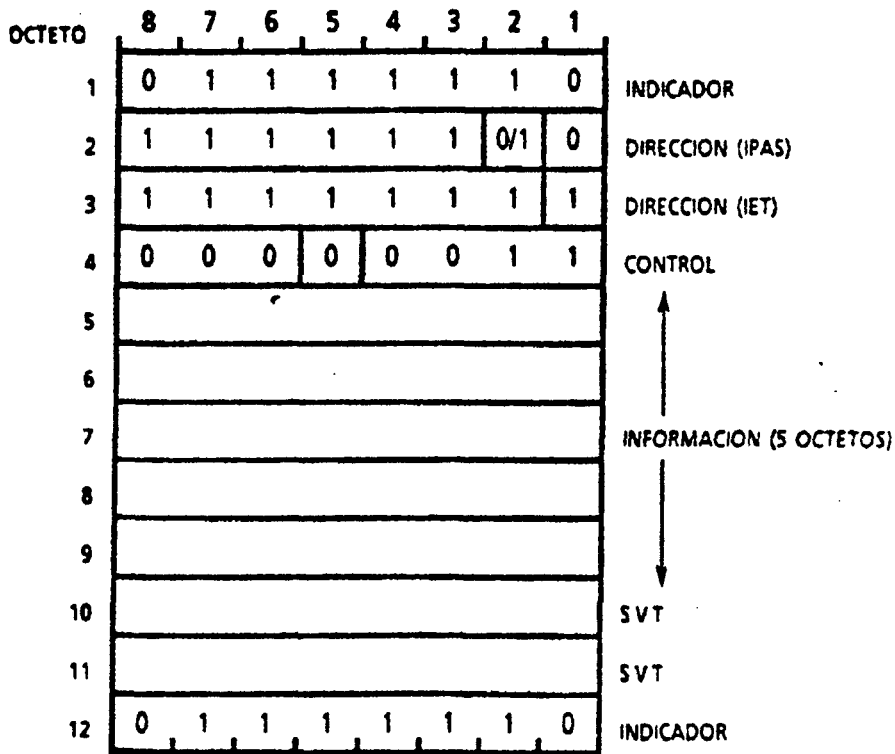 OCTETO 8 7 6 5 4 3 2 1
1 0 1 1 1 1 1 1 0 INDICADOR
2 1 1 1 1 1 1 0/1 0 DIRECCION (IPAS)
3 1 1 1 1 1 1 1 1 DIRECCION (IET)
4 0 0 0 0 0 0 1 1 CONTROL
5
6
7 INFORMACION (5 OCTETOS)
8
9
10 SVT
11 SVT
12 0 1 1 1 1 1 1 0 INDICADOR